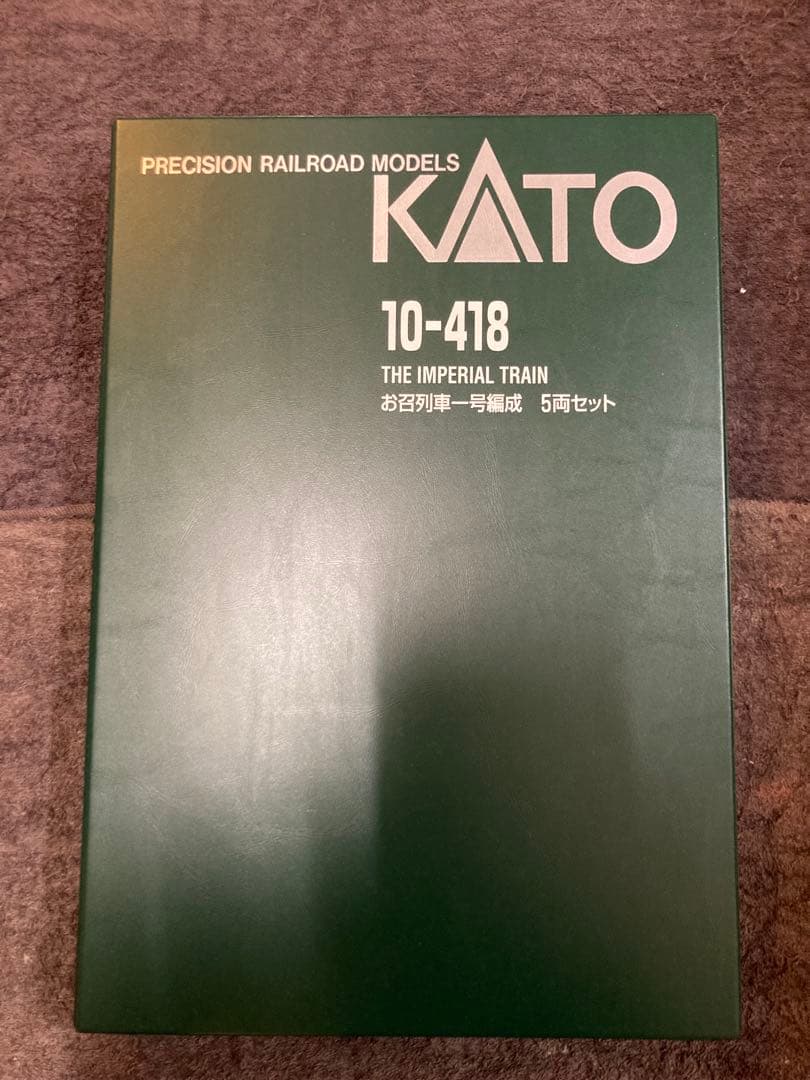 PRECISION RAILROAD MODELS
KATO
10-418
THE IMPERIAL TRAIN
お召列車一号編成 5両セット